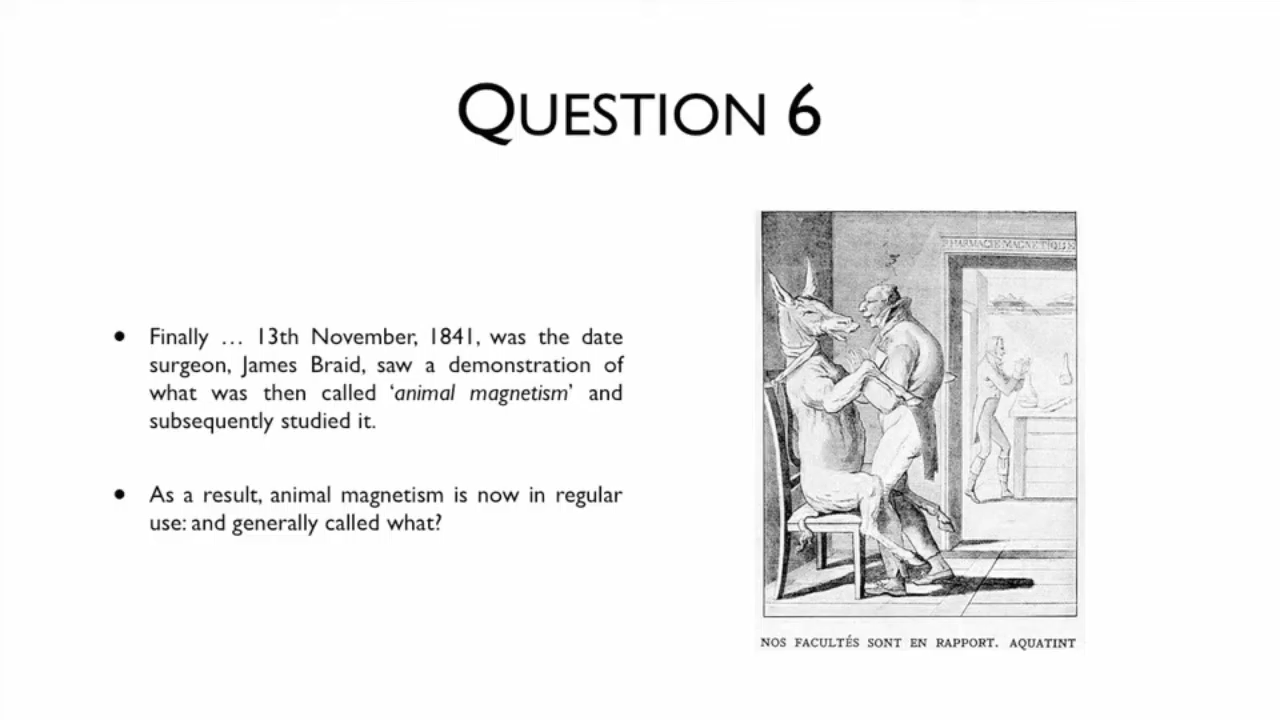 QUESTION 6
• Finally … 13th November, 1841, was the date
surgeon, James Braid, saw a demonstration of
what was then called ‘animal magnetism’ and
subsequently studied it.
• As a result, animal magnetism is now in regular
use: and generally called what?
PHARMACIE MAGNETIQUE
NOS FACULTÉS SONT EN RAPPORT. AQUATINT